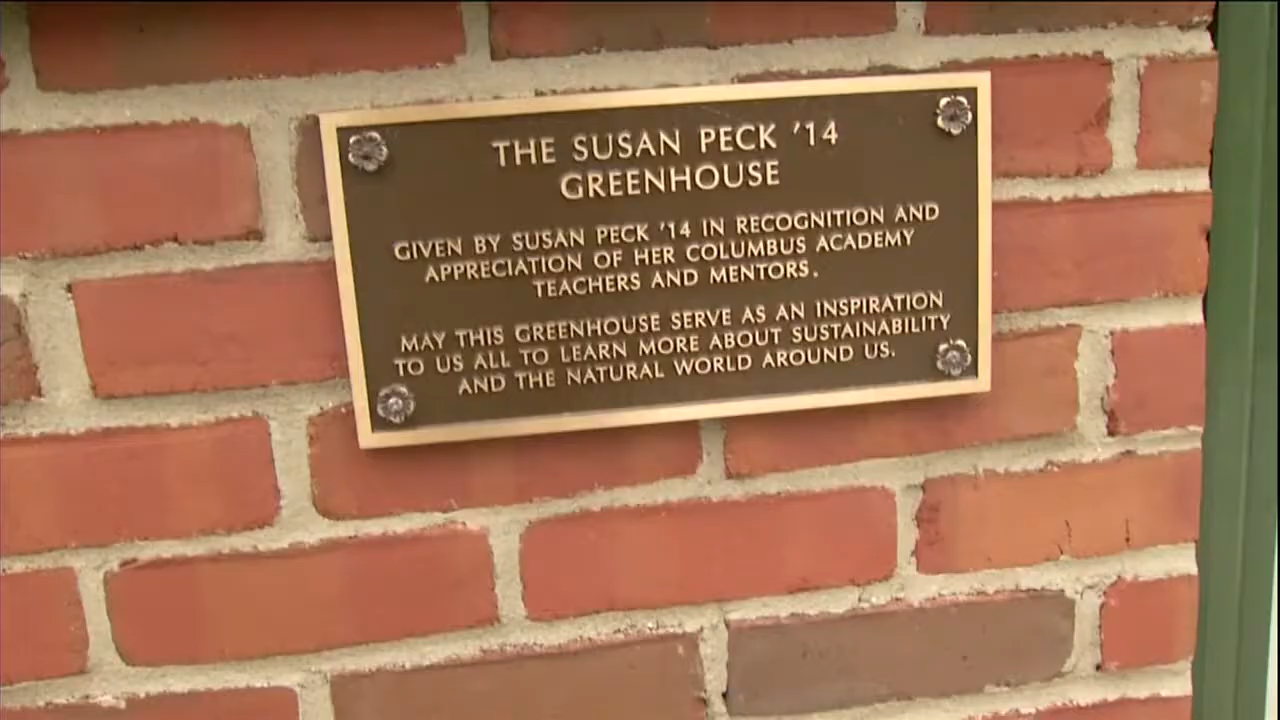 THE SUSAN PECK '14
GREENHOUSE
GIVEN BY SUSAN PECK '14 IN RECOGNITION AND
APPRECIATION OF HER COLUMBUS ACADEMY
TEACHERS AND MENTORS.
MAY THIS GREENHOUSE SERVE AS AN INSPIRATION
TO US ALL TO LEARN MORE ABOUT SUSTAINABILITY
AND THE NATURAL WORLD AROUND US.